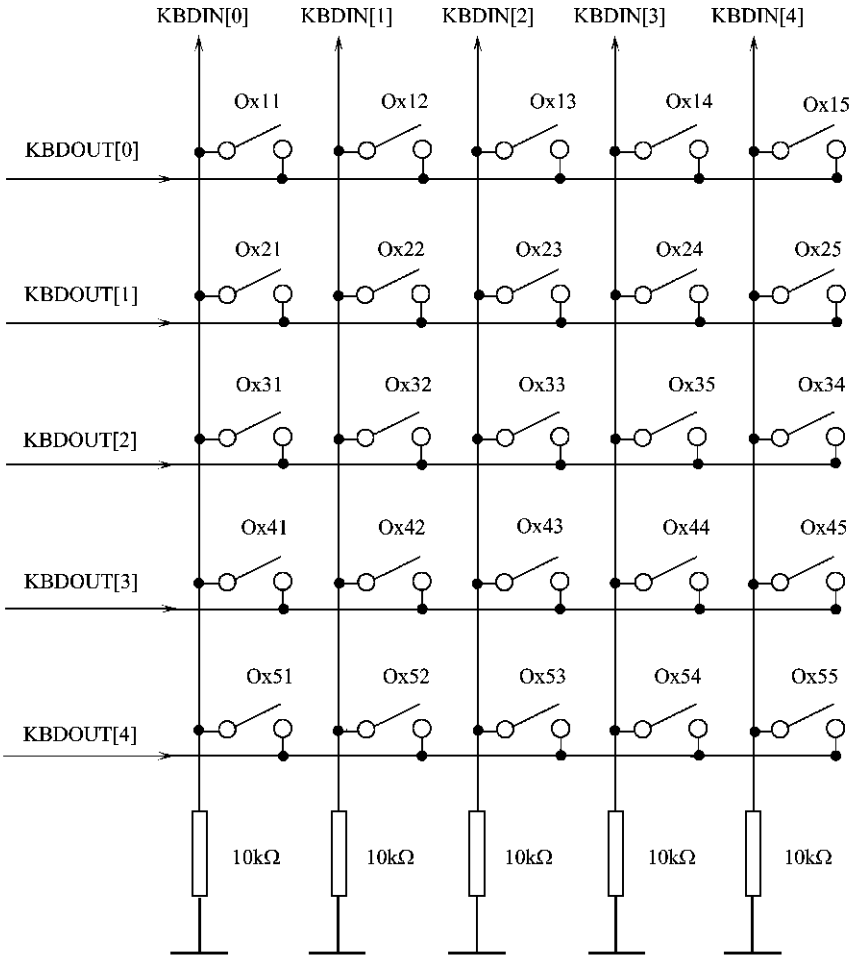 KBDIN[0] KBDIN[1] KBDIN[2] KBDIN[3] KBDIN[4]
Ox11 Ox12 Ox13 Ox14 Ox15
KBDOUT[0]
Ox21 Ox22 Ox23 Ox24 Ox25
KBDOUT[1]
Ox31 Ox32 Ox33 Ox35 Ox34
KBDOUT[2]
Ox41 Ox42 Ox43 Ox44 Ox45
KBDOUT[3]
Ox51 Ox52 Ox53 Ox54 Ox55
KBDOUT[4]
10kΩ 10kΩ 10kΩ 10kΩ 10kΩ